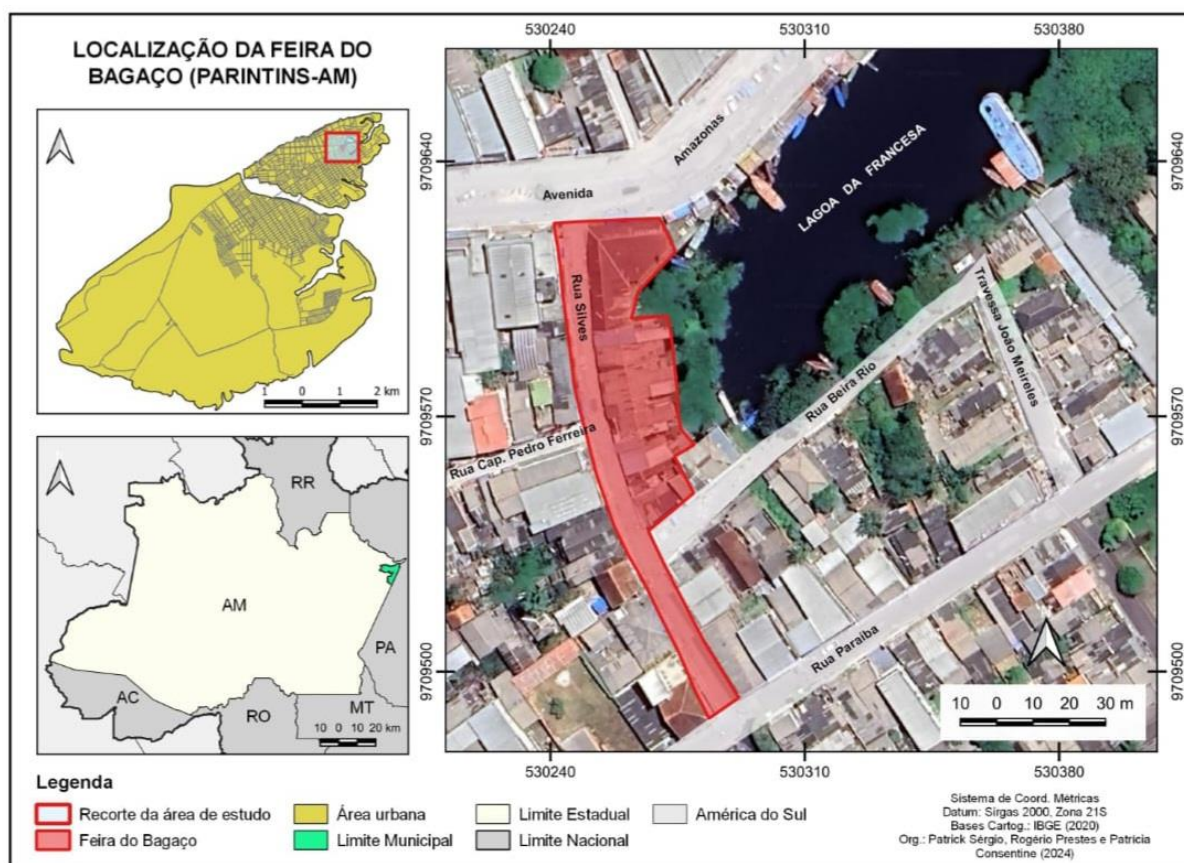 LOCALIZAÇÃO DA FEIRA DO
BAGAÇO (PARINTINS-AM)
1 0 1 2 km
RR
AM
PA
AC
RO
MT
10 0 10 20 km
530240 530310 530380
9709640
9709570
9709500
9709640
9709570
9709500
Avenida
Amazonas
LAGOA DA FRANCESA
Rua Silves
Travessa João Meireles
Rua Beira Rio
Rua Cap. Pedro Ferreira
Rua Paraíba
10 0 10 20 30 m
530240 530310 530380
Legenda
Recorte da área de estudo
Feira do Bagaço
Área urbana
Limite Municipal
Limite Estadual
Limite Nacional
América do Sul
Sistema de Coord. Métricas
Datum: Sirgas 2000, Zona 21S
Bases Cartog.: IBGE (2020)
Org.: Patrick Sérgio, Rogério Prestes e Patrícia
Consentine (2024)